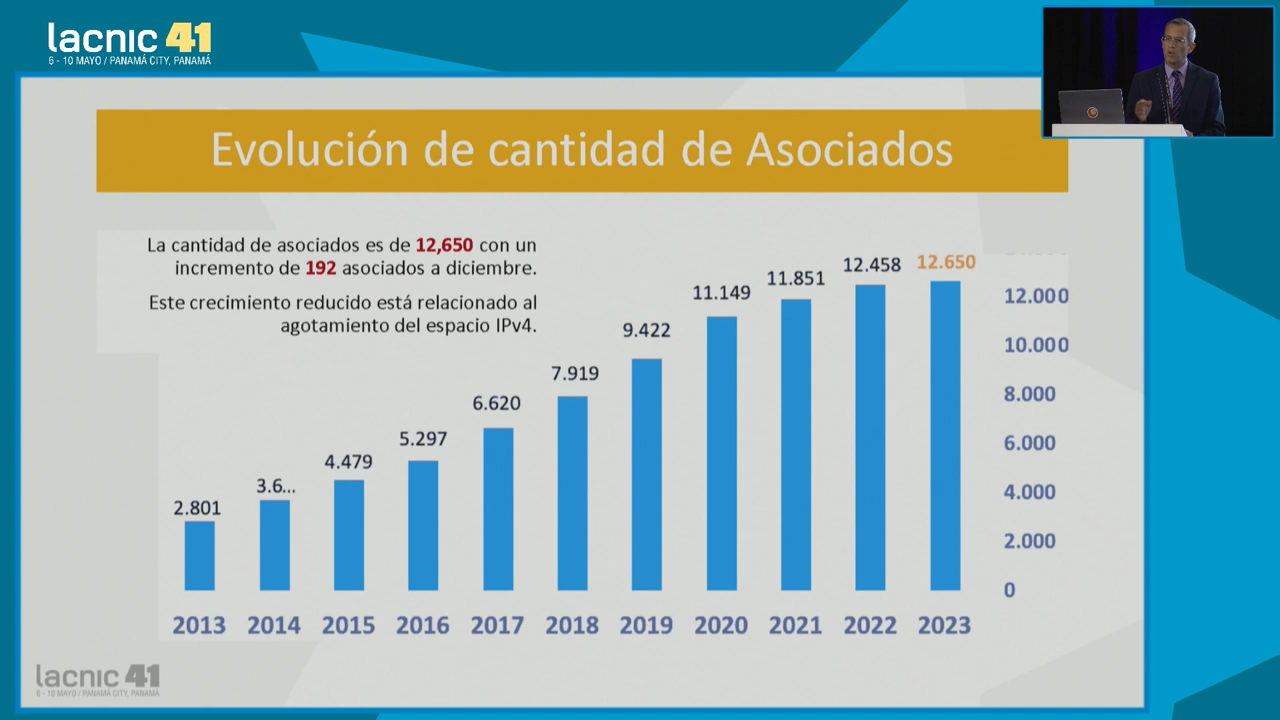 lacnic 41
6 - 10 MAYO / PANAMÁ CITY, PANAMÁ
Evolución de cantidad de Asociados
La cantidad de asociados es de 12,650 con un
incremento de 192 asociados a diciembre.
Este crecimiento reducido está relacionado al
agotamiento del espacio IPv4.
2.801
3.6...
4.479
5.297
6.620
7.919
9.422
11.149
11.851
12.458
12.650
12.000
10.000
8.000
6.000
4.000
2.000
0
2013 2014 2015 2016 2017 2018 2019 2020 2021 2022 2023
lacnic 41
6 - 10 MAYO / PANAMÁ CITY, PANAMÁ